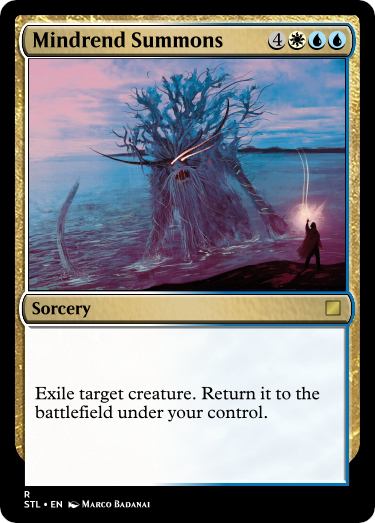 Mindrend Summons 4
Sorcery
Exile target creature. Return it to the
battlefield under your control.
R
STL • EN Marco Badanai